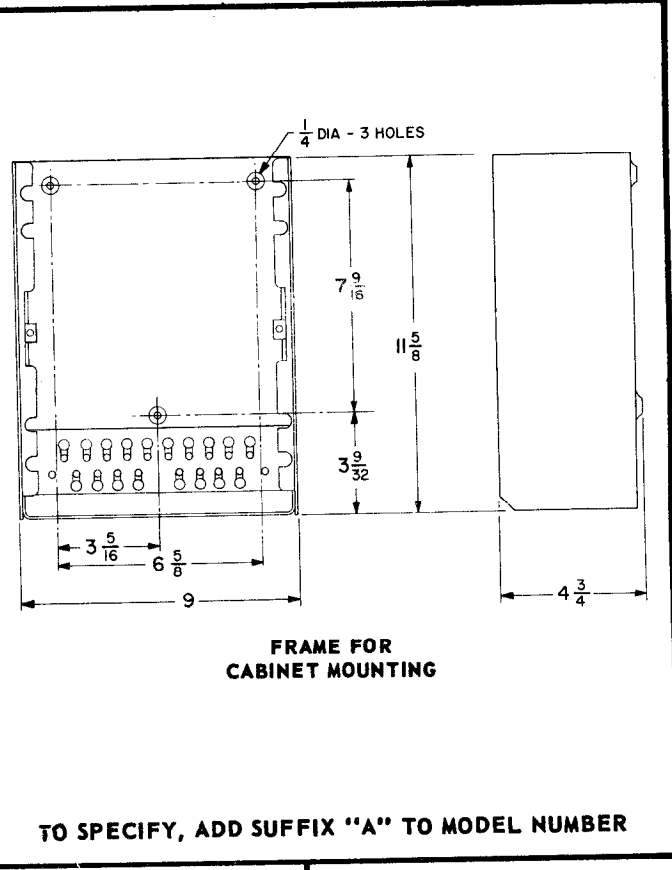 1/4 DIA - 3 HOLES
7 9/16
11 5/8
3 9/32
3 5/16
6 5/8
9
4 3/4
FRAME FOR
CABINET MOUNTING
TO SPECIFY, ADD SUFFIX "A" TO MODEL NUMBER